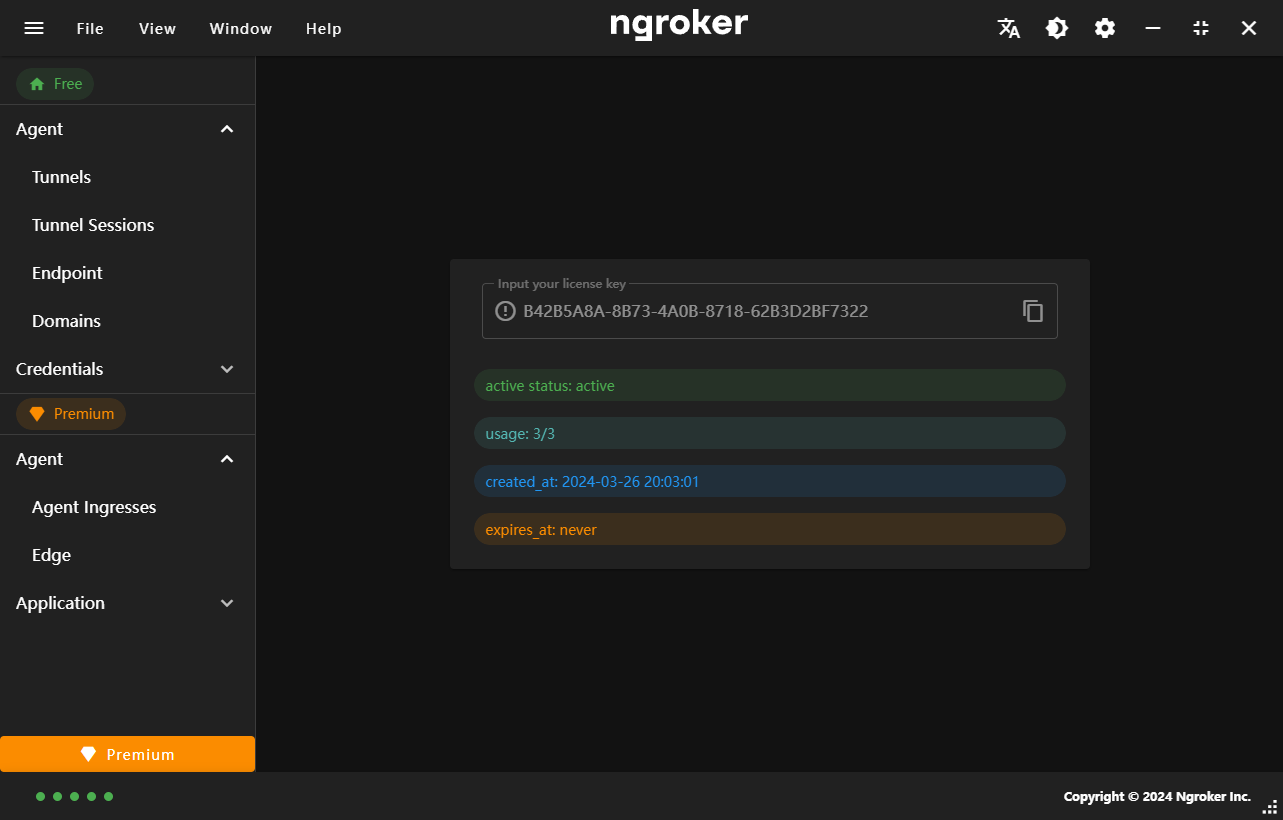 File View Window Help
ngroker
Free
Agent
Tunnels
Tunnel Sessions
Endpoint
Domains
Credentials
Premium
Agent
Agent Ingresses
Edge
Application
Premium
Input your license key
B42B5A8A-8B73-4A0B-8718-62B3D2BF7322
active status: active
usage: 3/3
created_at: 2024-03-26 20:03:01
expires_at: never
Copyright © 2024 Ngroker Inc.